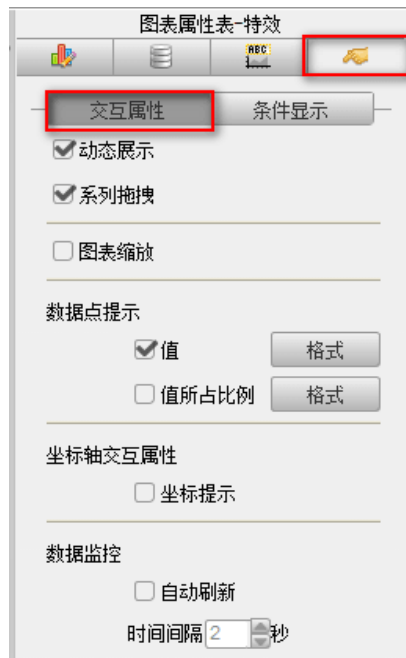 图表属性表-特效
ABC
交互属性 条件显示
动态展示
系列拖拽
图表缩放
数据点提示
值 格式
值所占比例 格式
坐标轴交互属性
坐标提示
数据监控
自动刷新
时间间隔 2 秒